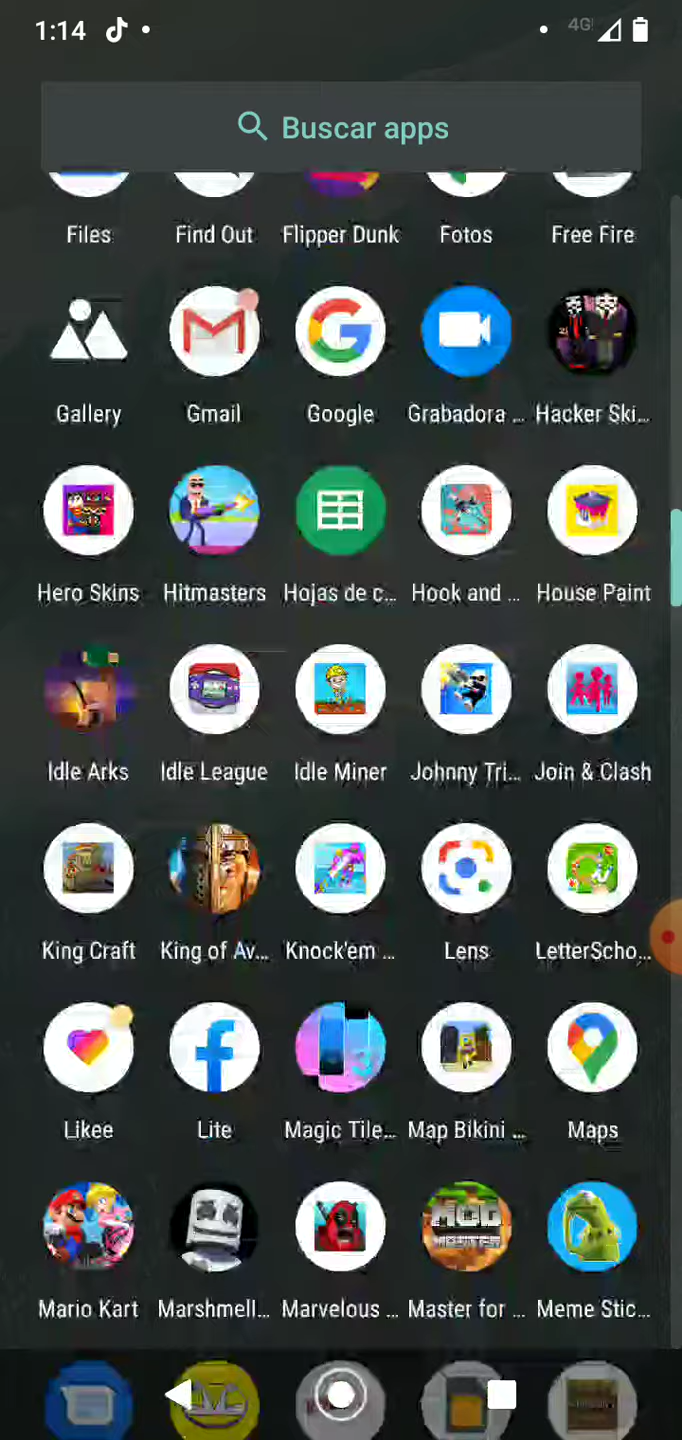 1:14
4G!
Buscar apps
Files Find Out Flipper Dunk Fotos Free Fire
Gallery Gmail Google Grabadora ... Hacker Ski...
Hero Skins Hitmasters Hojas de c... Hook and ... House Paint
Idle Arks Idle League Idle Miner Johnny Tri... Join & Clash
King Craft King of Av... Knock'em ... Lens LetterScho...
Likee Lite Magic Tile... Map Bikini ... Maps
Mario Kart Marshmell... Marvelous ... Master for ... Meme Stic...